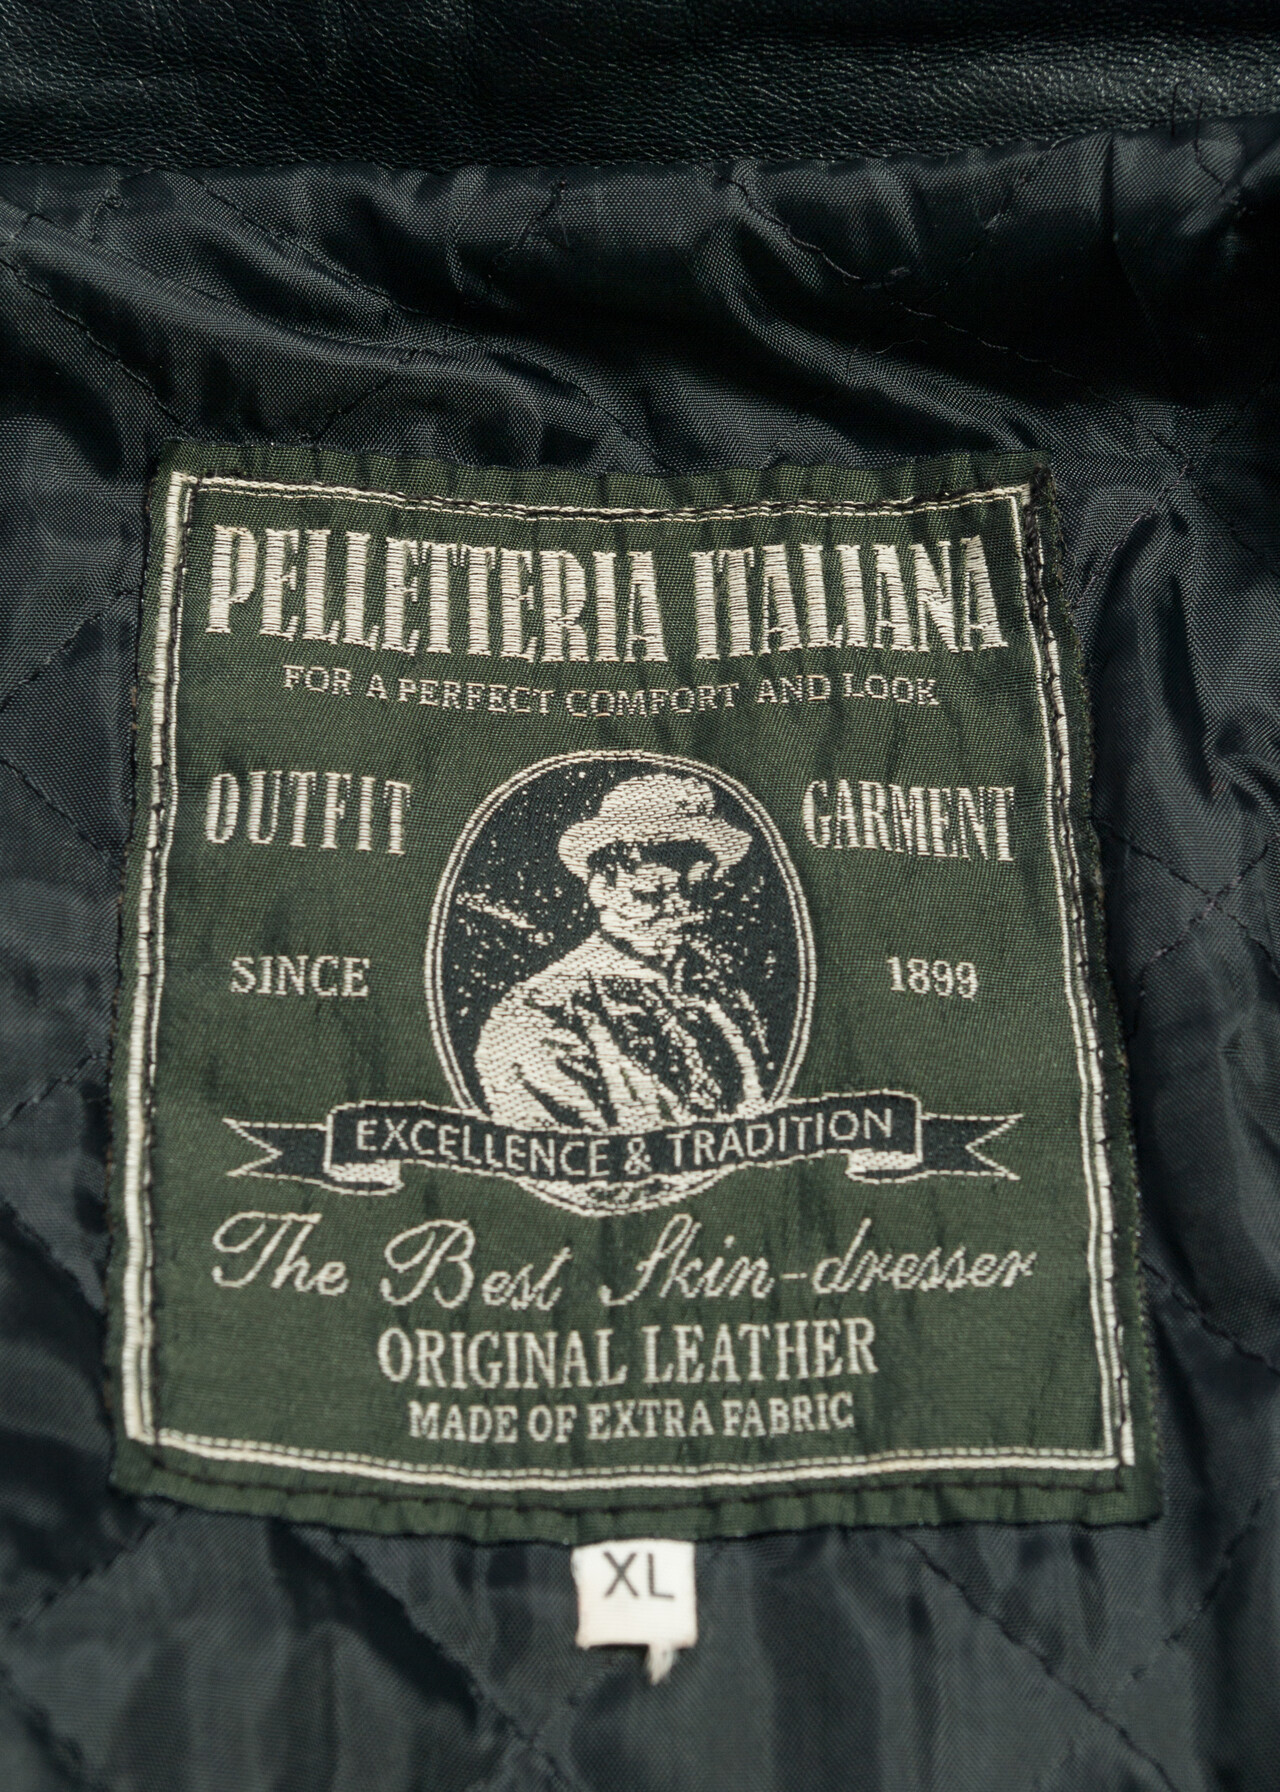 PELLETTERIA ITALIANA
FOR A PERFECT COMFORT AND LOOK
OUTFIT GARMENT
SINCE 1899
EXCELLENCE & TRADITION
The Best Skin-dresser
ORIGINAL LEATHER
MADE OF EXTRA FABRIC
XL